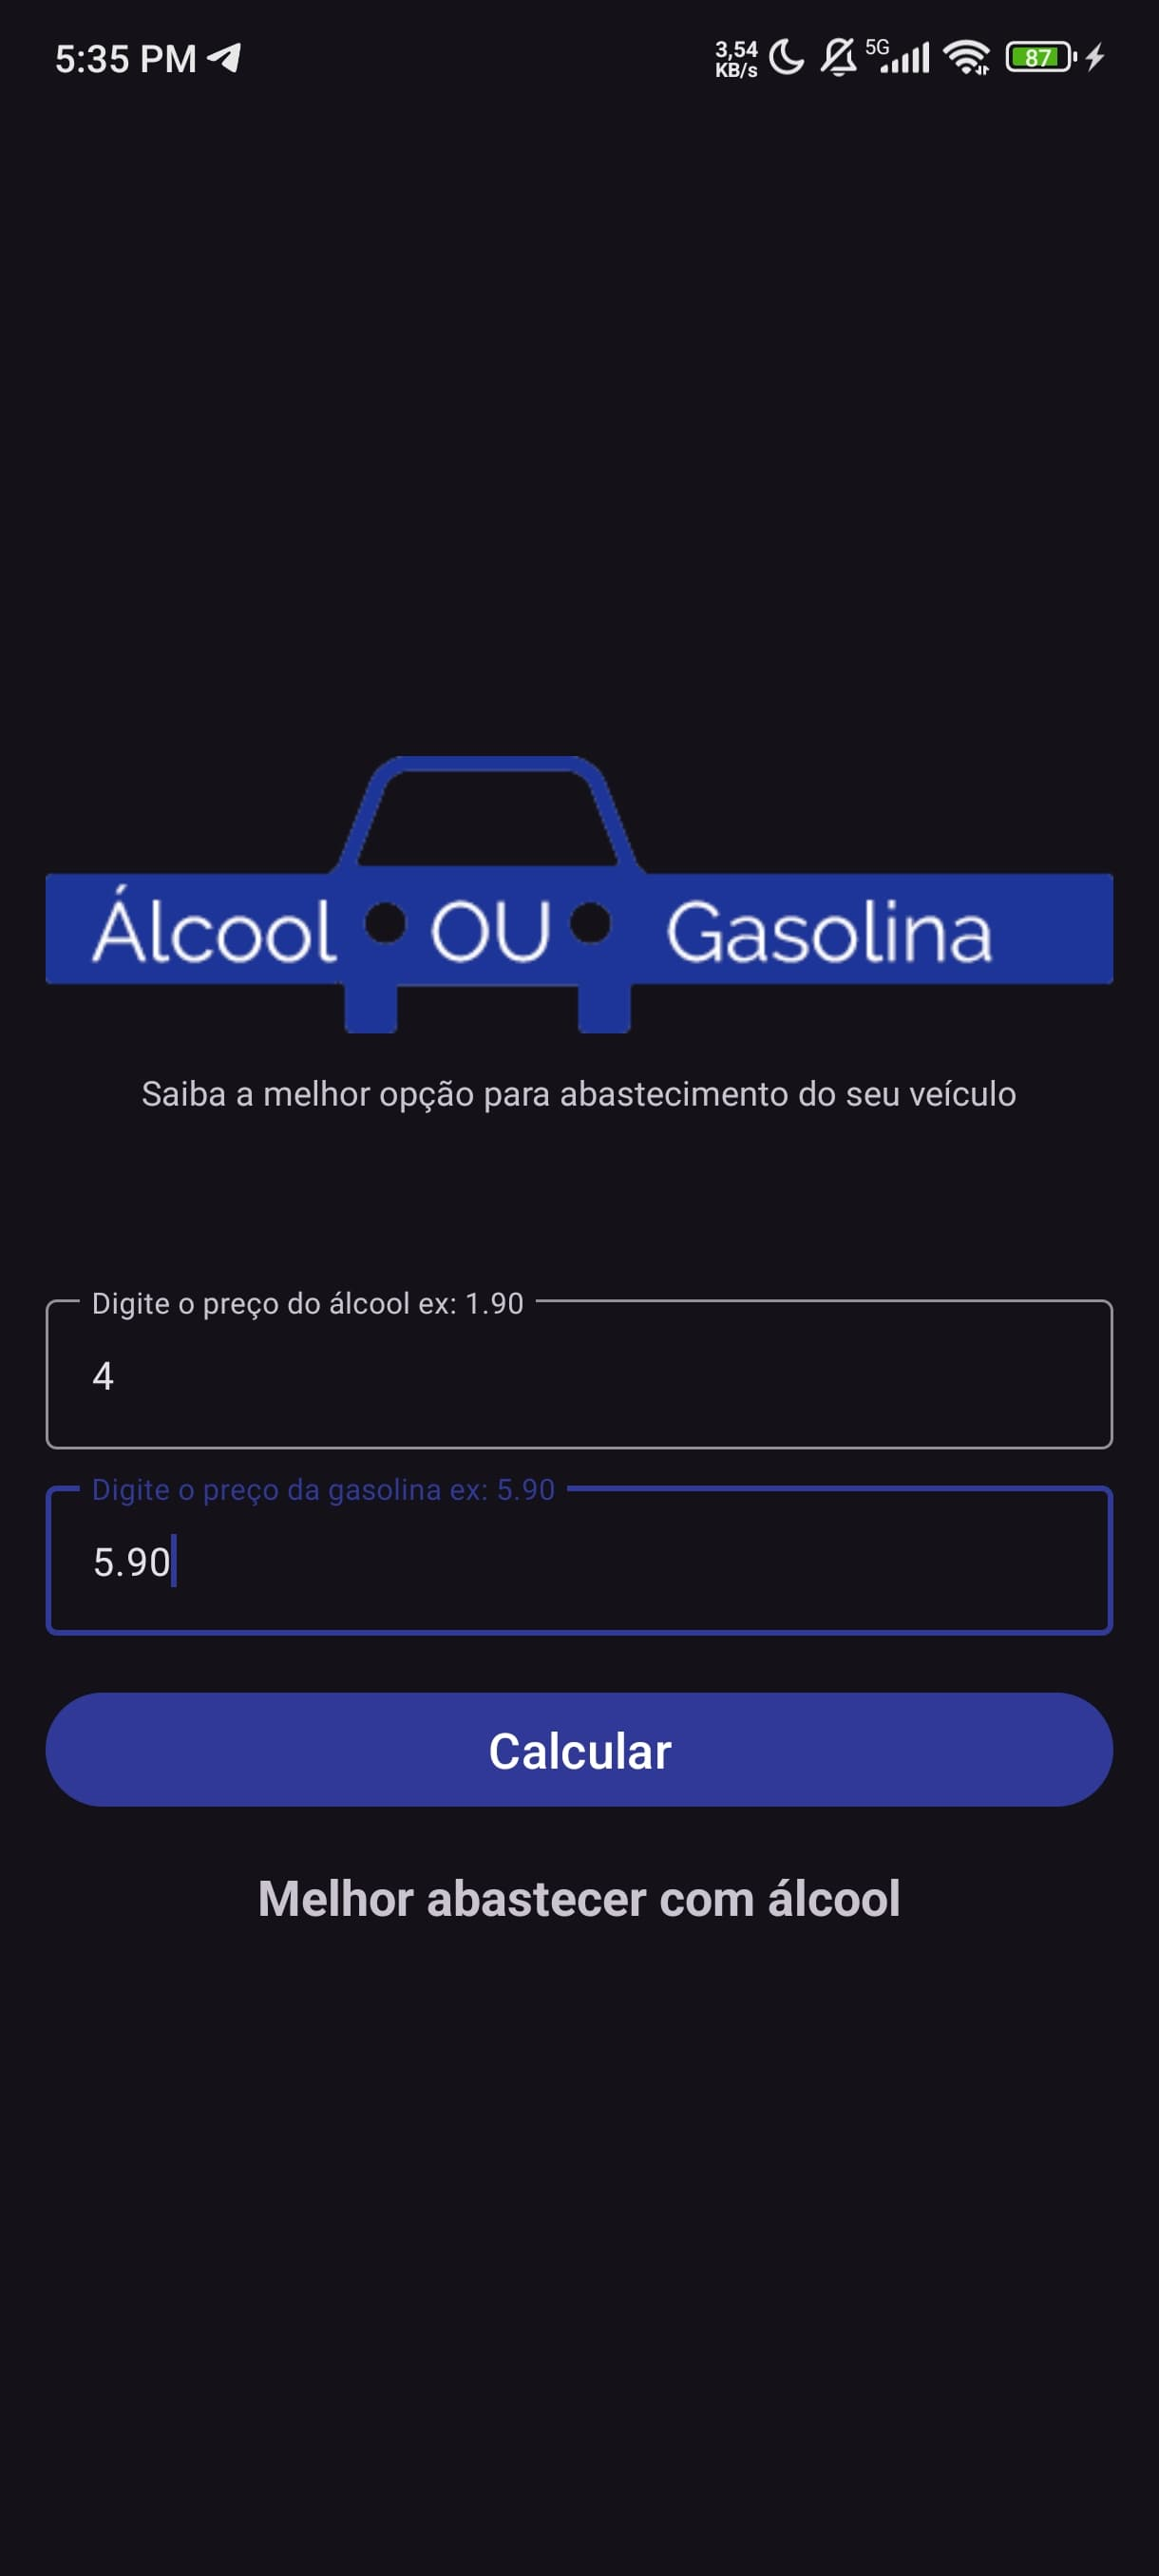 5:35 PM
3,54
KB/s
5G
87
Álcool OU Gasolina
Saiba a melhor opção para abastecimento do seu veículo
Digite o preço do álcool ex: 1.90
4
Digite o preço da gasolina ex: 5.90
5.90
Calcular
Melhor abastecer com álcool